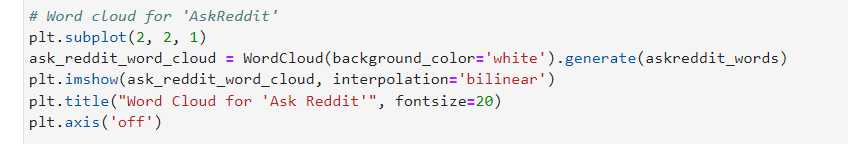 # Word cloud for 'AskReddit'
plt.subplot(2, 2, 1)
ask_reddit_word_cloud = WordCloud(background_color='white').generate(askreddit_words)
plt.imshow(ask_reddit_word_cloud, interpolation='bilinear')
plt.title("Word Cloud for 'Ask Reddit'", fontsize=20)
plt.axis('off')